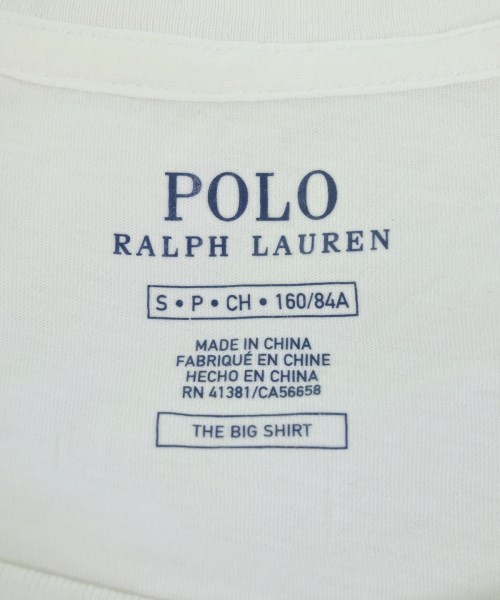 POLO
RALPH LAUREN
S • P • CH • 160/84A
MADE IN CHINA
FABRIQUÉ EN CHINE
HECHO EN CHINA
RN 41381/CA56658
THE BIG SHIRT